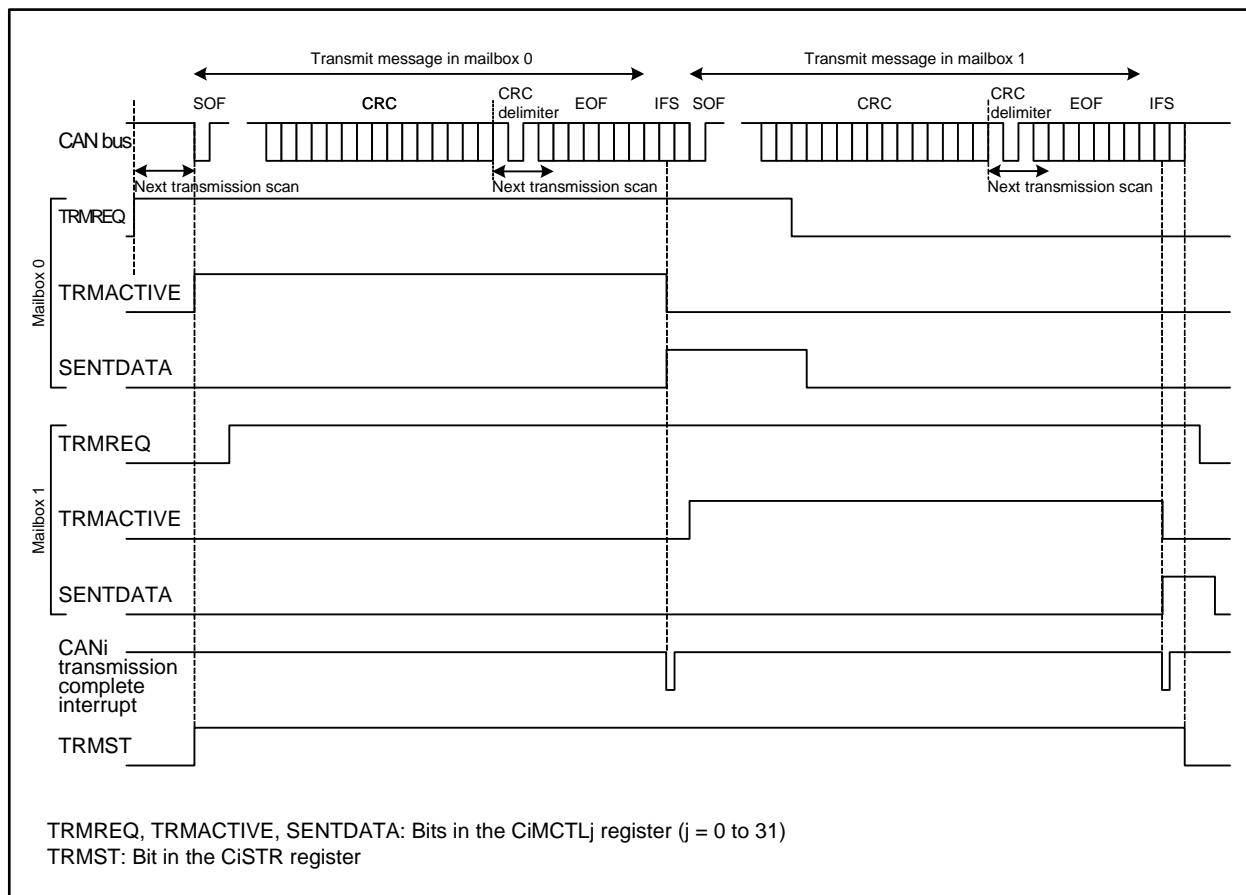 Transmit message in mailbox 0
Transmit message in mailbox 1
SOF
CRC
CRC
delimiter
EOF
IFS
SOF
CRC
CRC
delimiter
EOF
IFS
CAN bus
Next transmission scan
Next transmission scan
Next transmission scan
Mailbox 0
TRMREQ
TRMACTIVE
SENTDATA
Mailbox 1
TRMREQ
TRMACTIVE
SENTDATA
CANi
transmission
complete
interrupt
TRMST
TRMREQ, TRMACTIVE, SENTDATA: Bits in the CiMCTLj register (j = 0 to 31)
TRMST: Bit in the CiSTR register